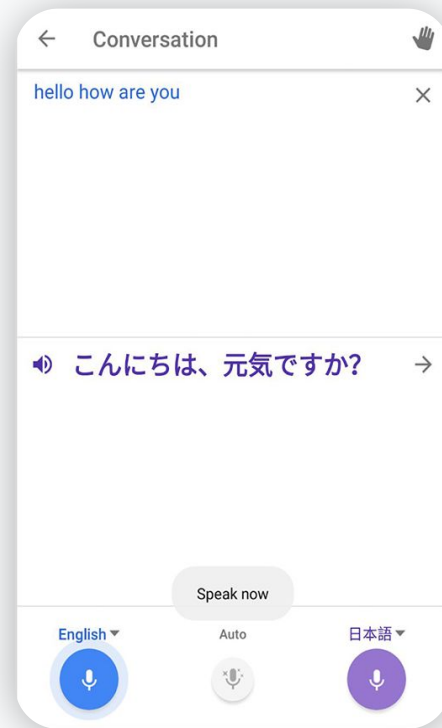 Conversation
hello how are you
こんにちは、元気ですか?
Speak now
English
Auto
日本語